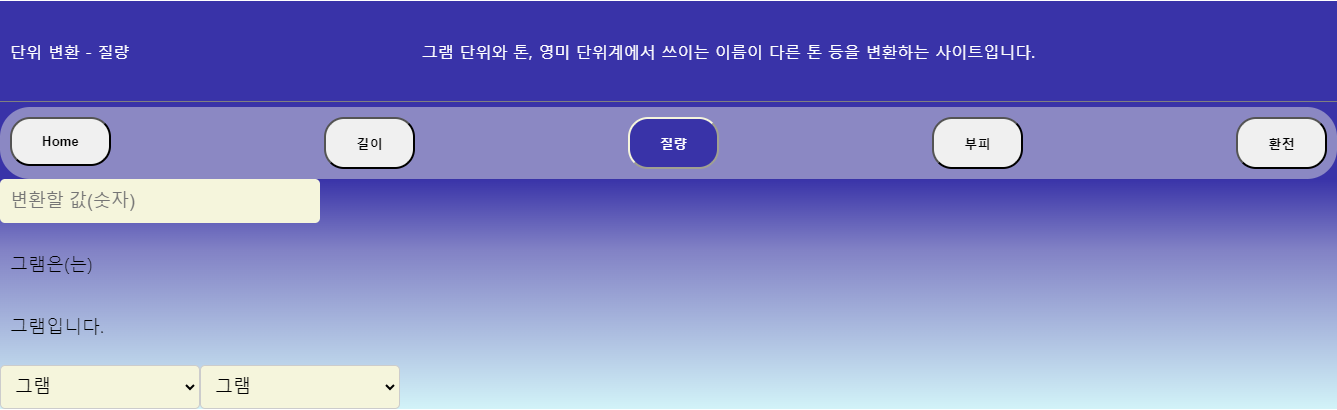 단위 변환 - 질량
그램 단위와 톤, 영미 단위계에서 쓰이는 이름이 다른 톤 등을 변환하는 사이트입니다.
Home
길이
질량
부피
환전
변환할 값(숫자)
그램은(는)
그램입니다.
그램
그램